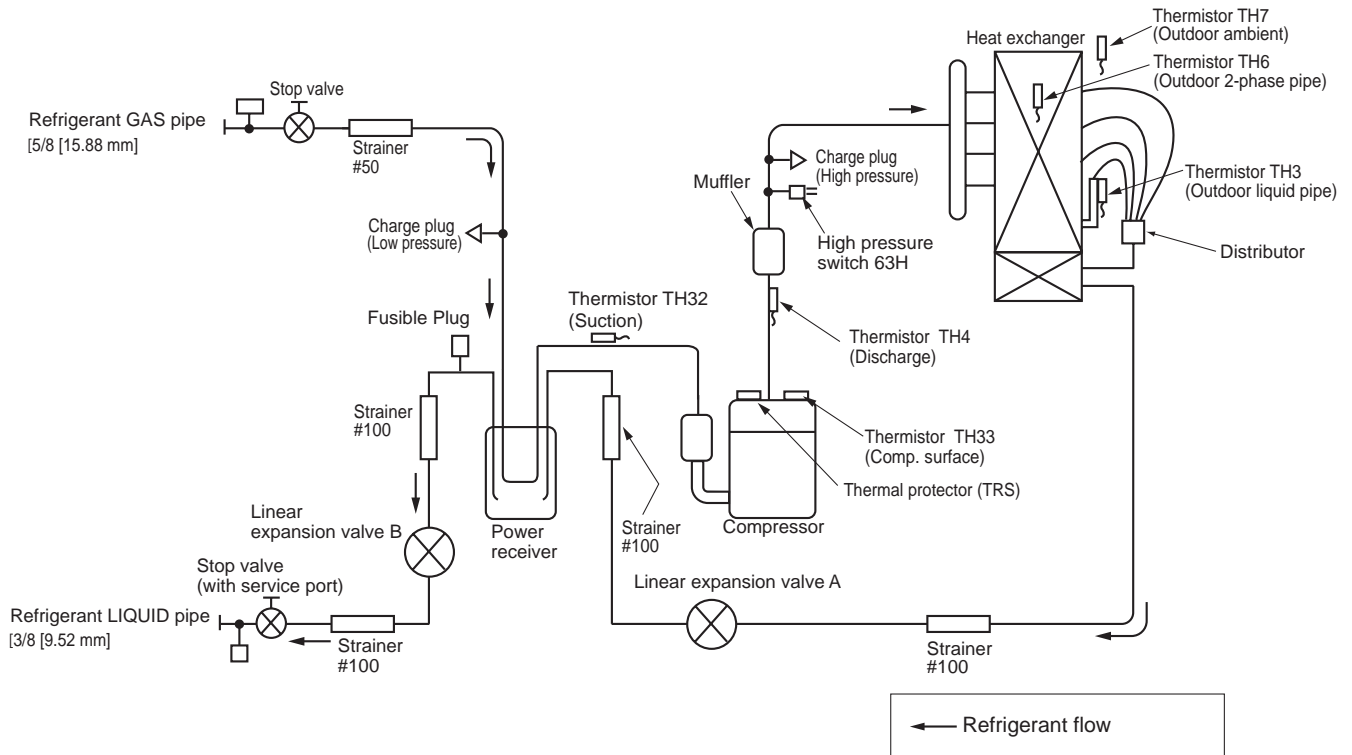 Thermistor TH7
(Outdoor ambient)
Heat exchanger
Thermistor TH6
(Outdoor 2-phase pipe)
Stop valve
Refrigerant GAS pipe
[5/8 [15.88 mm]
Strainer
#50
Charge plug
(High pressure)
Muffler
Thermistor TH3
(Outdoor liquid pipe)
Charge plug
(Low pressure)
High pressure
switch 63H
Distributor
Thermistor TH32
(Suction)
Fusible Plug
Thermistor TH4
(Discharge)
Strainer
#100
Thermistor TH33
(Comp. surface)
Thermal protector (TRS)
Linear
expansion valve B
Power
receiver
Strainer
#100
Compressor
Stop valve
(with service port)
Linear expansion valve A
Refrigerant LIQUID pipe
[3/8 [9.52 mm]
Strainer
#100
Strainer
#100
Refrigerant flow